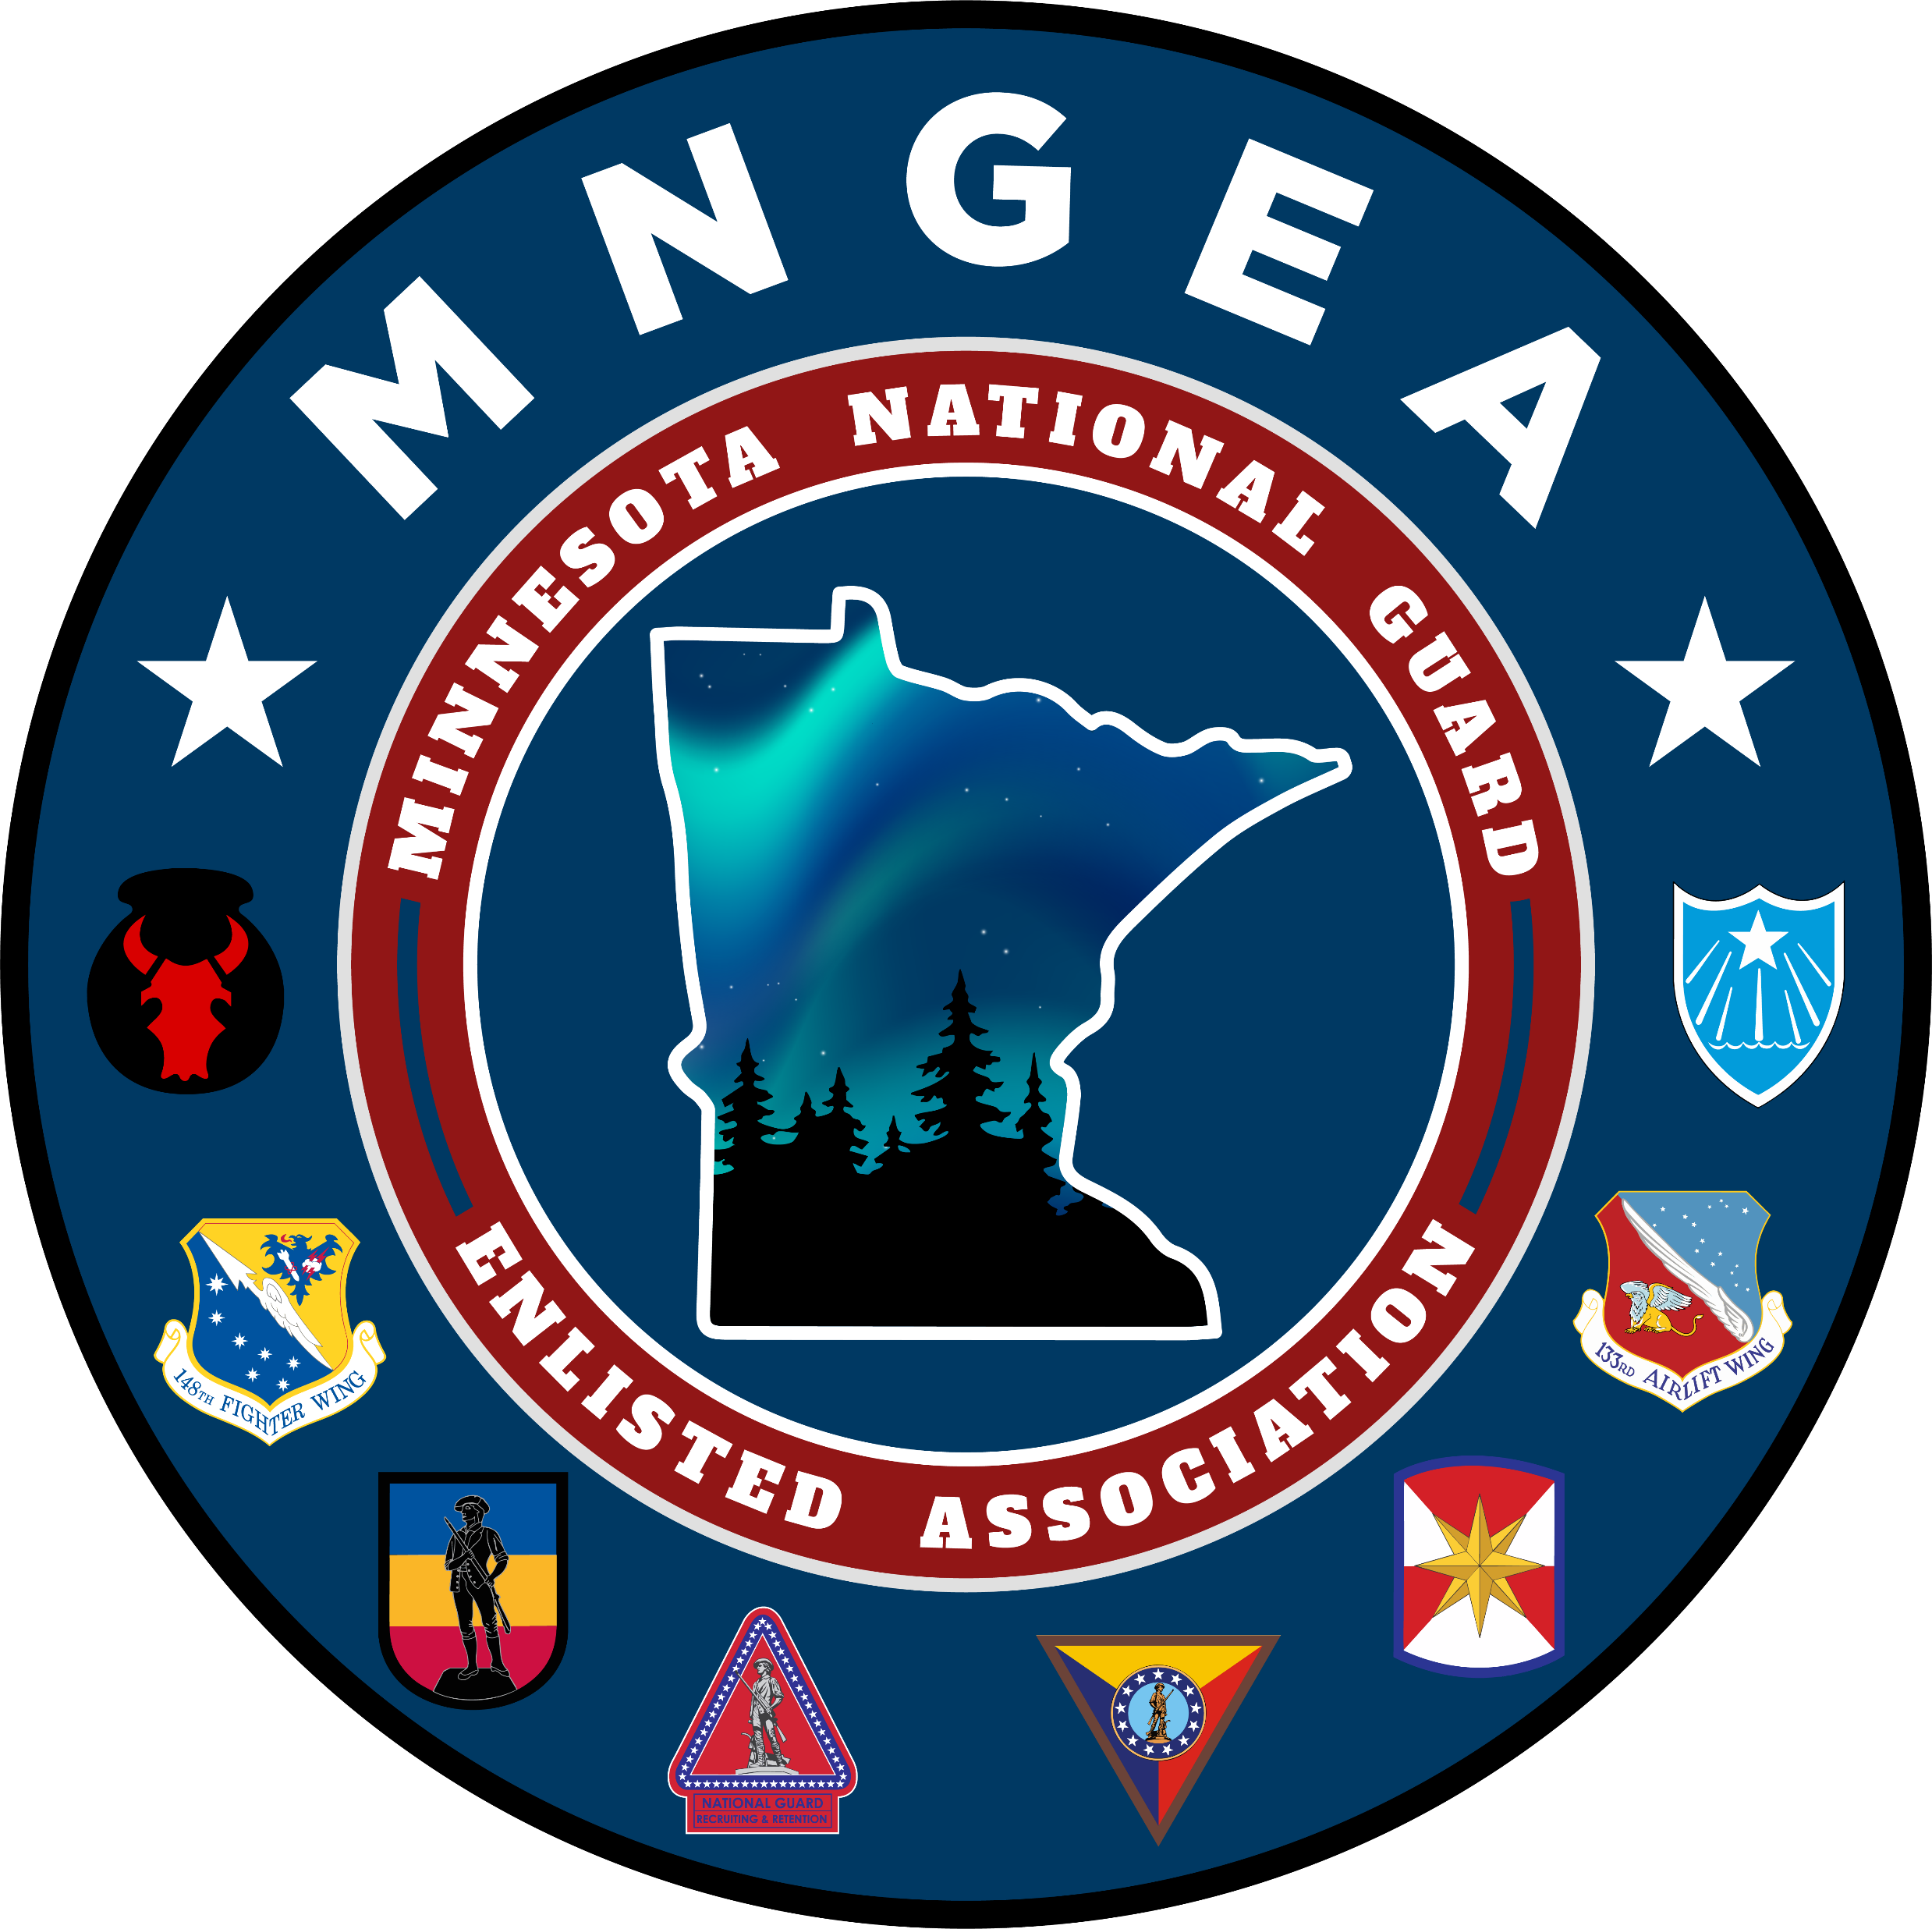 MNGEA
MINNESOTA NATIONAL GUARD
ENLISTED ASSOCIATION
148TH FIGHTER WING
133RD AIRLIFT WING
NATIONAL GUARD
RECRUITING & RETENTION